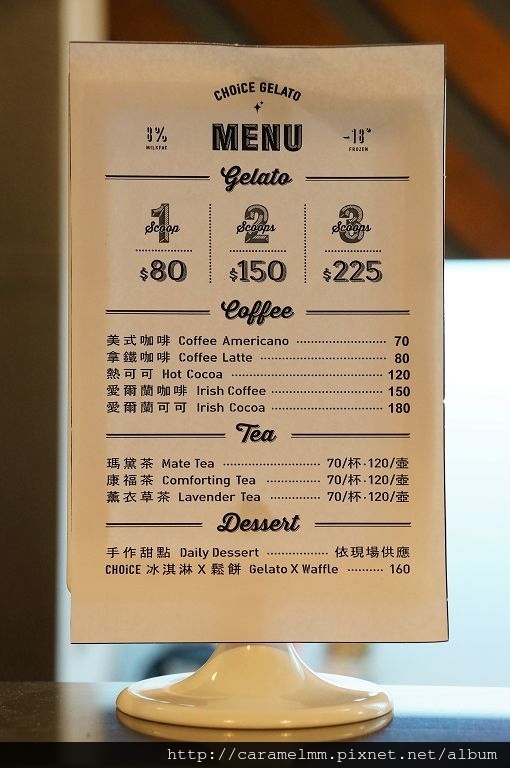 CHOiCE GELATO
8% MENU -18°
MILKFAT FROZEN
Gelato
1 2 3
Scoop Scoops Scoops
$80 $150 $225
Coffee
美式咖啡 Coffee Americano 70
拿鐵咖啡 Coffee Latte 80
熱可可 Hot Cocoa 120
愛爾蘭咖啡 Irish Coffee 150
愛爾蘭可可 Irish Cocoa 180
Tea
瑪黛茶 Mate Tea 70/杯·120/壺
康福茶 Comforting Tea 70/杯·120/壺
薰衣草茶 Lavender Tea 70/杯·120/壺
Dessert
手作甜點 Daily Dessert 依現場供應
CHOiCE 冰淇淋 X 鬆餅 Gelato X Waffle 160
http://caramelmm.pixnet.net/album